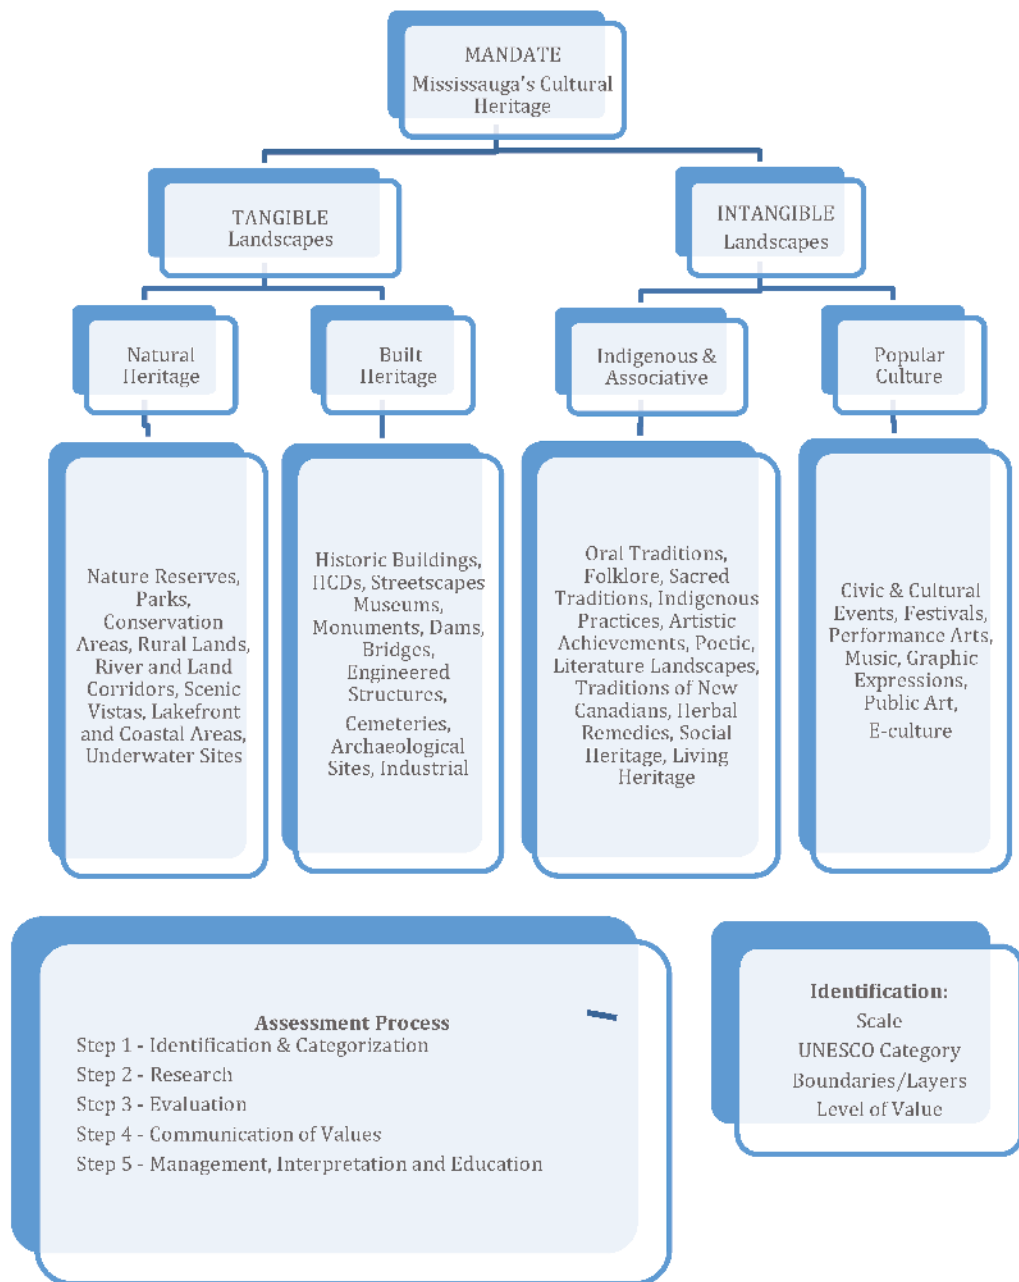 MANDATE
Mississauga's Cultural
Heritage
TANGIBLE
Landscapes
INTANGIBLE
Landscapes
Natural
Heritage
Built
Heritage
Indigenous &
Associative
Popular
Culture
Nature Reserves,
Parks,
Conservation
Areas, Rural Lands,
River and Land
Corridors, Scenic
Vistas, Lakefront
and Coastal Areas,
Underwater Sites
Historic Buildings,
HCDs, Streetscapes
Museums,
Monuments, Dams,
Bridges,
Engineered
Structures,
Cemeteries,
Archaeological
Sites, Industrial
Oral Traditions,
Folklore, Sacred
Traditions, Indigenous
Practices, Artistic
Achievements, Poetic,
Literature Landscapes,
Traditions of New
Canadians, Herbal
Remedies, Social
Heritage, Living
Heritage
Civic & Cultural
Events, Festivals,
Performance Arts,
Music, Graphic
Expressions,
Public Art,
E-culture
Assessment Process
Step 1 - Identification & Categorization
Step 2 - Research
Step 3 - Evaluation
Step 4 - Communication of Values
Step 5 - Management, Interpretation and Education
Identification:
Scale
UNESCO Category
Boundaries/Layers
Level of Value